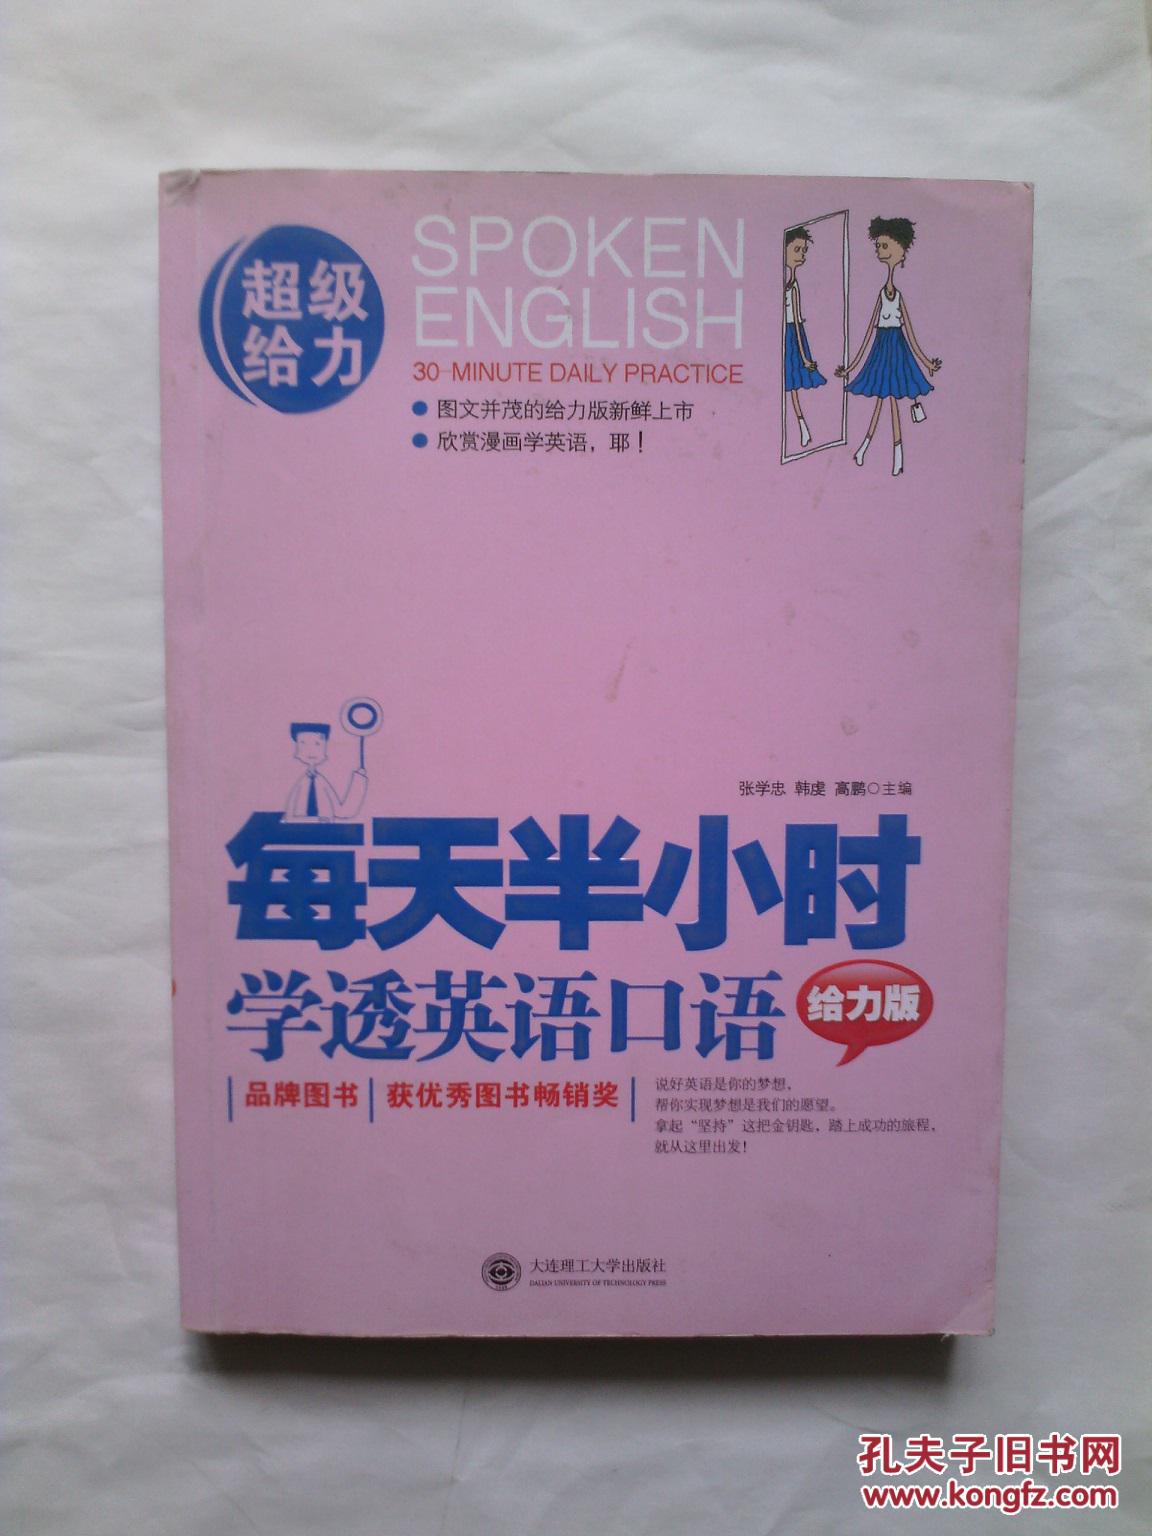 超级
给力
SPOKEN
ENGLISH
30-MINUTE DAILY PRACTICE
● 图文并茂的给力版新鲜上市
● 欣赏漫画学英语，耶！
张学忠 韩虔 高鹏○主编
每天半小时
学透英语口语
给力版
品牌图书 获优秀图书畅销奖
说好英语是你的梦想，
帮你实现梦想是我们的愿望。
拿起“坚持”这把金钥匙，踏上成功的旅程，
就从这里出发！
大连理工大学出版社
DALIAN UNIVERSITY OF TECHNOLOGY PRESS
孔夫子旧书网
www.kongfz.com